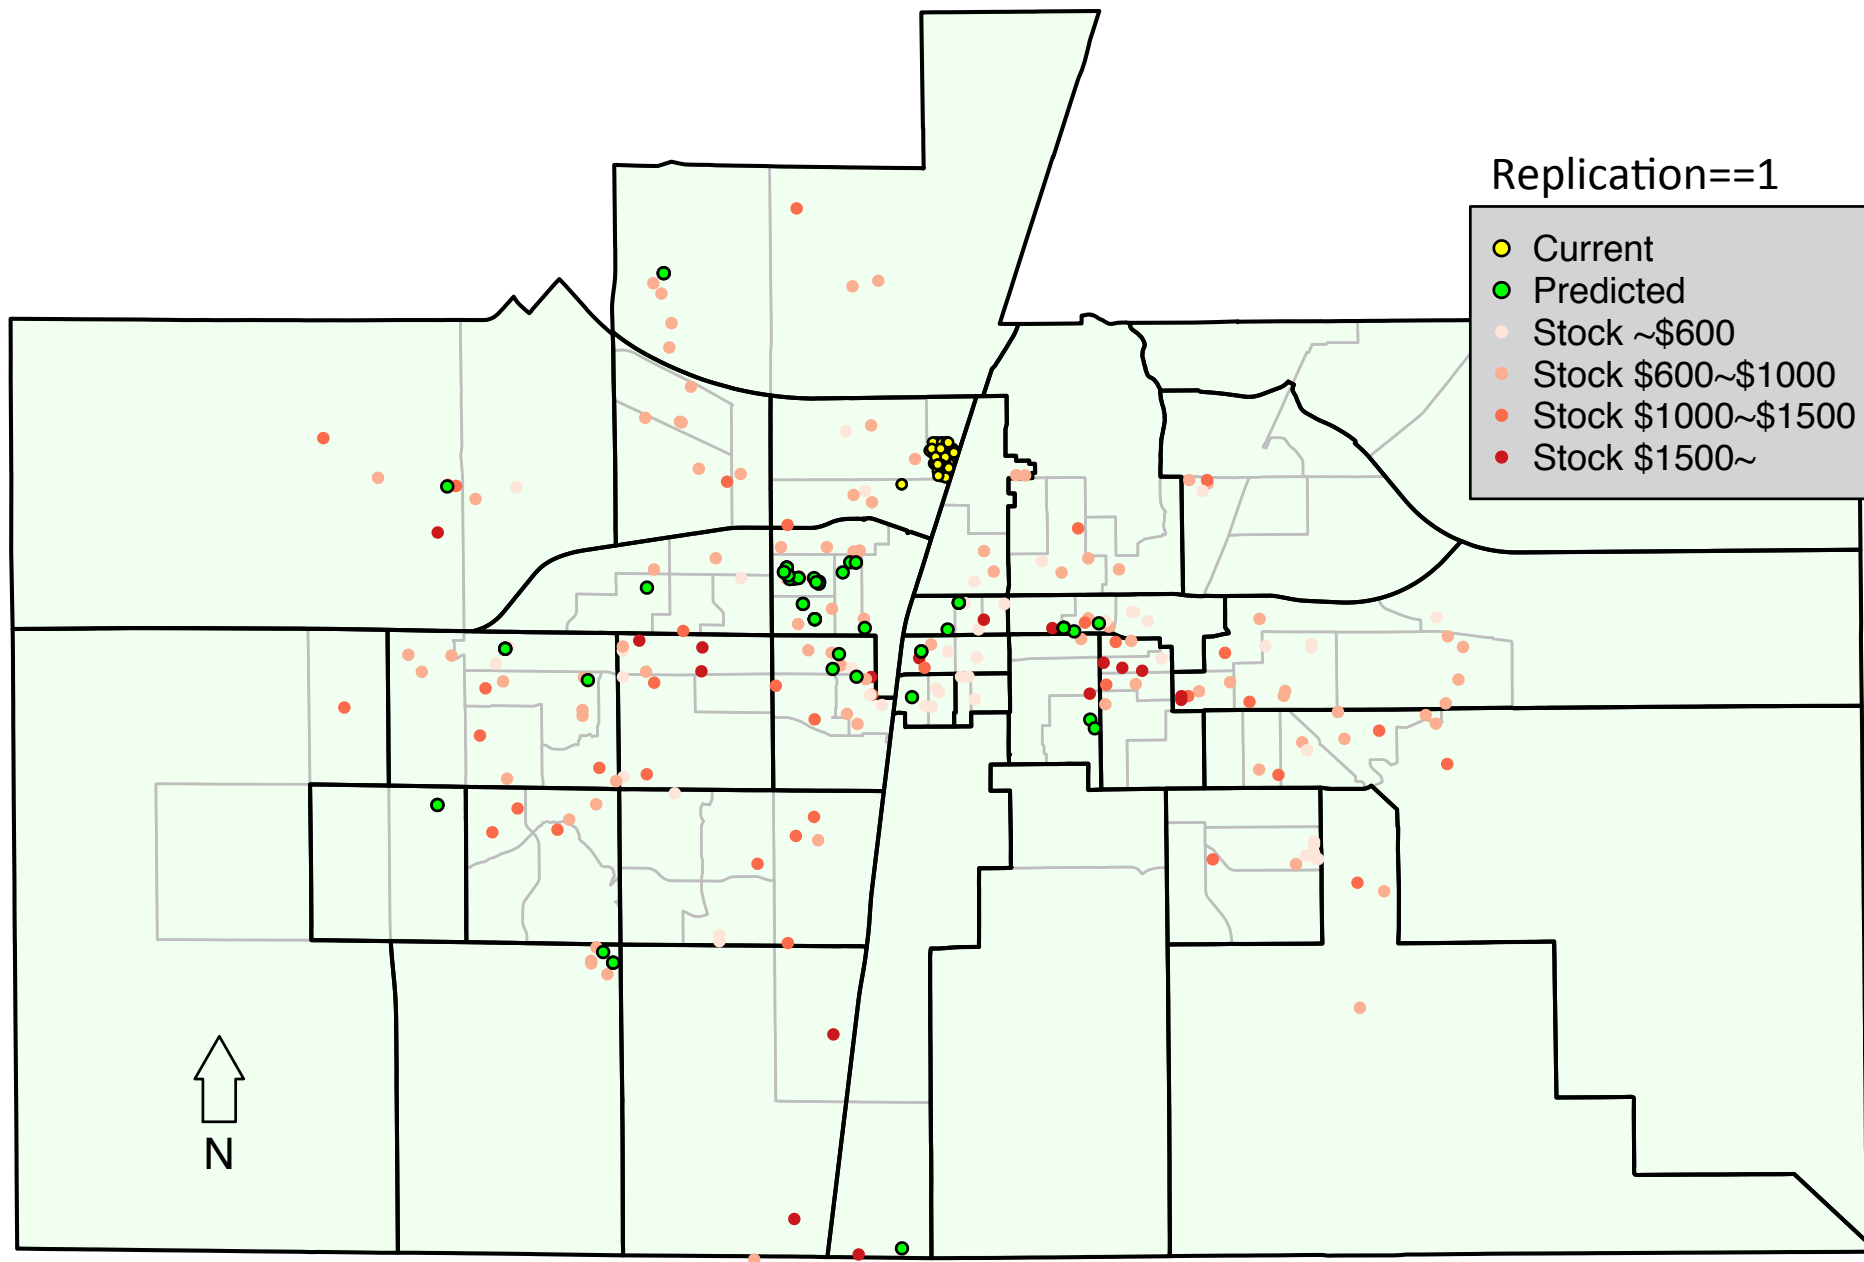 Replication==1
Current
Predicted
Stock ~$600
Stock $600~$1000
Stock $1000~$1500
Stock $1500~
N